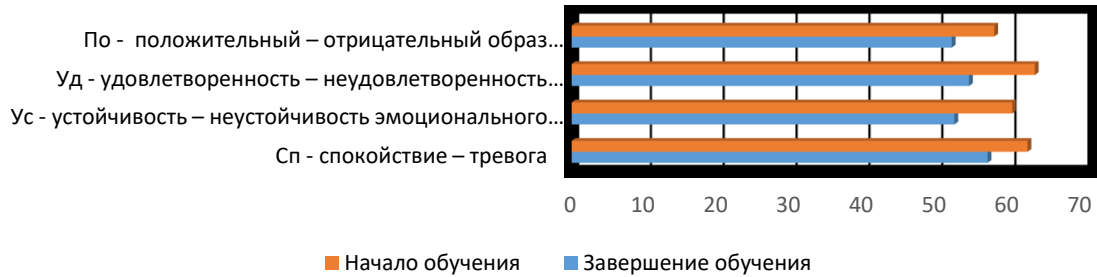 По - положительный – отрицательный образ...
Уд - удовлетворенность – неудовлетворенность...
Ус - устойчивость – неустойчивость эмоционального...
Сп - спокойствие – тревога
0 10 20 30 40 50 60 70
Начало обучения Завершение обучения